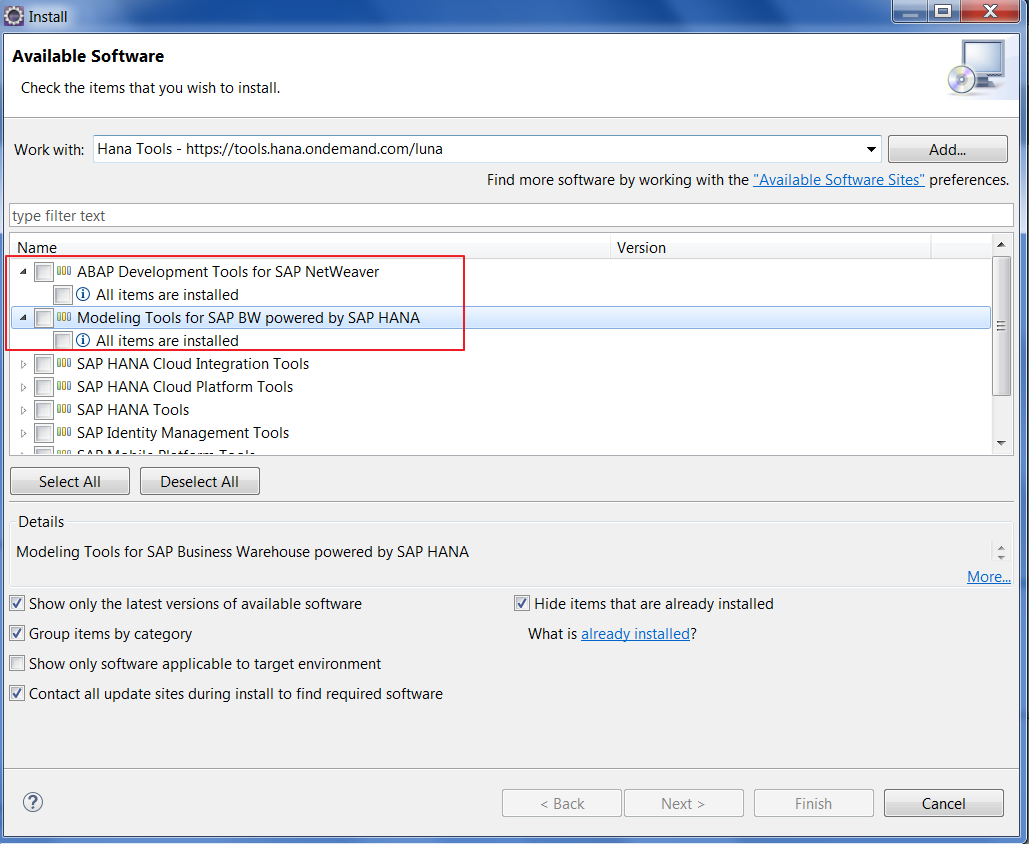 Install
Available Software
Check the items that you wish to install.
Work with: Hana Tools - https://tools.hana.ondemand.com/luna Add...
Find more software by working with the "Available Software Sites" preferences.
type filter text
Name Version
ABAP Development Tools for SAP NetWeaver
All items are installed
Modeling Tools for SAP BW powered by SAP HANA
All items are installed
SAP HANA Cloud Integration Tools
SAP HANA Cloud Platform Tools
SAP HANA Tools
SAP Identity Management Tools
SAP Mobile Platform Tools
Select All Deselect All
Details
Modeling Tools for SAP Business Warehouse powered by SAP HANA
More...
Show only the latest versions of available software Hide items that are already installed
Group items by category What is already installed?
Show only software applicable to target environment
Contact all update sites during install to find required software
< Back Next > Finish Cancel